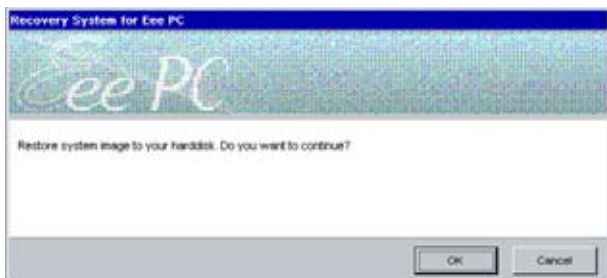 Recovery System for Eee PC
Eee PC
Restore system image to your harddisk. Do you want to continue?
OK
Cancel